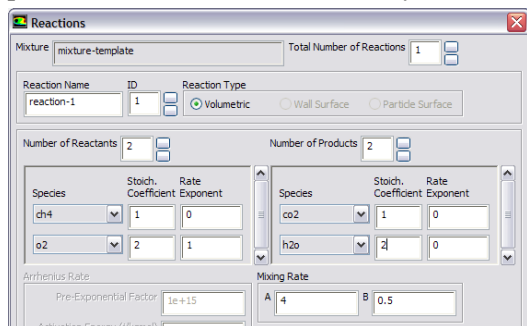 Reactions
Mixture mixture-template Total Number of Reactions 1
Reaction Name ID Reaction Type
reaction-1 1 Volumetric Wall Surface Particle Surface
Number of Reactants 2 Number of Products 2
Species Stoich. Coefficient Rate Exponent Species Stoich. Coefficient Rate Exponent
ch4 1 0 co2 1 0
o2 2 1 h2o 2 0
Arrhenius Rate Mixing Rate
Pre-Exponential Factor 1e+15 A 4 B 0.5